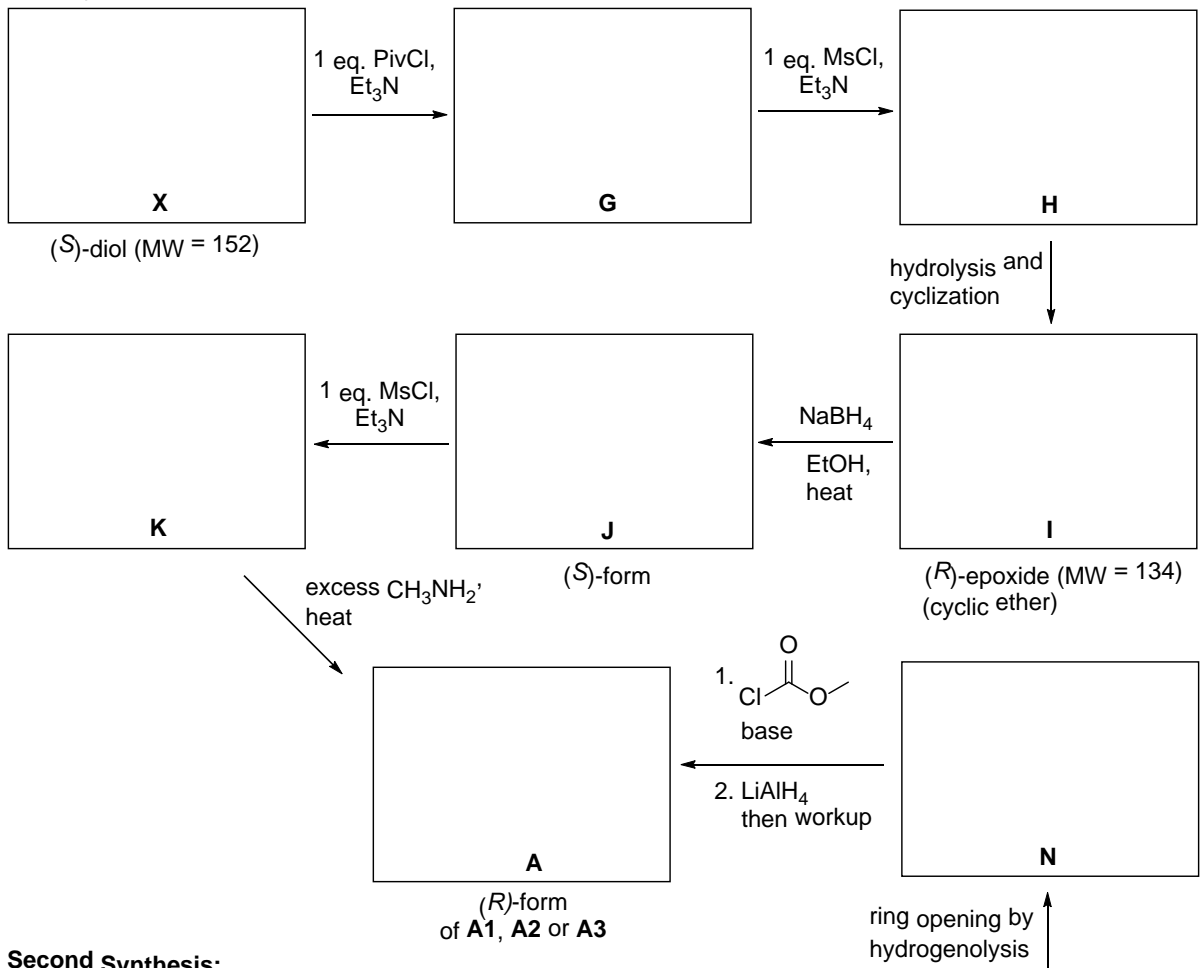 1 eq. PivCl,
Et3N
1 eq. MsCl,
Et3N
X
G
H
(S)-diol (MW = 152)
hydrolysis and
cyclization
1 eq. MsCl,
Et3N
NaBH4
EtOH,
heat
K
J
I
(S)-form
(R)-epoxide (MW = 134)
(cyclic ether)
excess CH3NH2,
heat
1.
O
Cl
O
base
2. LiAlH4
then workup
A
N
(R)-form
of A1, A2 or A3
ring opening by
hydrogenolysis
Second Synthesis: